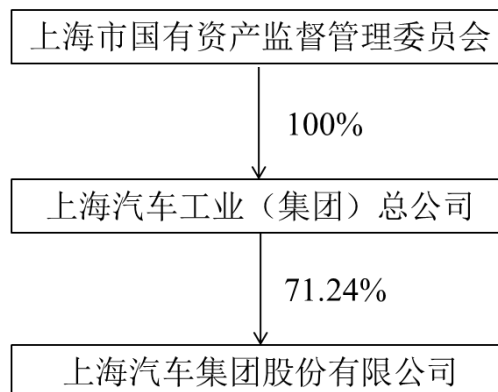 上海市国有资产监督管理委员会
100%
上海汽车工业（集团）总公司
71.24%
上海汽车集团股份有限公司